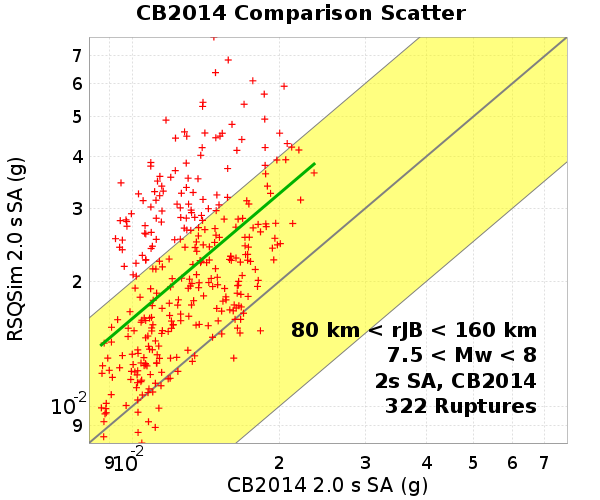 CB2014 Comparison Scatter
RSQSim 2.0 s SA (g)
7
6
5
4
3
2
10-2
9
80 km < rJB < 160 km
7.5 < Mw < 8
2s SA, CB2014
322 Ruptures
9 10-2 2 3 4 5 6 7
CB2014 2.0 s SA (g)